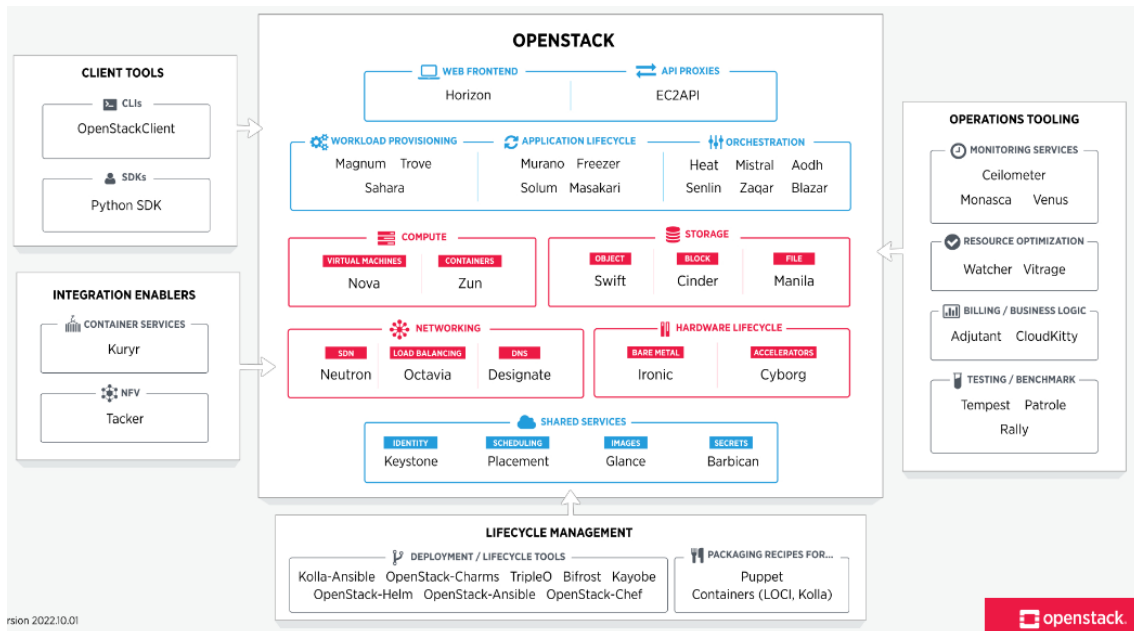 OPENSTACK
WEB FRONTEND
Horizon
API PROXIES
EC2API
WORKLOAD PROVISIONING
Magnum Trove
Sahara
APPLICATION LIFECYCLE
Murano Freezer
Solum Masakari
ORCHESTRATION
Heat Mistral Aodh
Senlin Zaqar Blazar
COMPUTE
VIRTUAL MACHINES
Nova
CONTAINERS
Zun
STORAGE
OBJECT
Swift
BLOCK
Cinder
FILE
Manila
NETWORKING
SDN
Neutron
LOAD BALANCING
Octavia
DNS
Designate
HARDWARE LIFECYCLE
BARE METAL
Ironic
ACCELERATORS
Cyborg
SHARED SERVICES
IDENTITY
Keystone
SCHEDULING
Placement
IMAGES
Glance
SECRETS
Barbican
CLIENT TOOLS
CLIs
OpenStackClient
SDKs
Python SDK
INTEGRATION ENABLERS
CONTAINER SERVICES
Kuryr
NFV
Tacker
OPERATIONS TOOLING
MONITORING SERVICES
Ceilometer
Monasca Venus
RESOURCE OPTIMIZATION
Watcher Vitrage
BILLING / BUSINESS LOGIC
Adjutant CloudKitty
TESTING / BENCHMARK
Tempest Patrole
Rally
LIFECYCLE MANAGEMENT
DEPLOYMENT / LIFECYCLE TOOLS
Kolla-Ansible OpenStack-Charms TripleO Bifrost Kayobe
OpenStack-Helm OpenStack-Ansible OpenStack-Chef
PACKAGING RECIPES FOR...
Puppet
Containers (LOCI, Kolla)
rsion 2022.10.01
openstack.